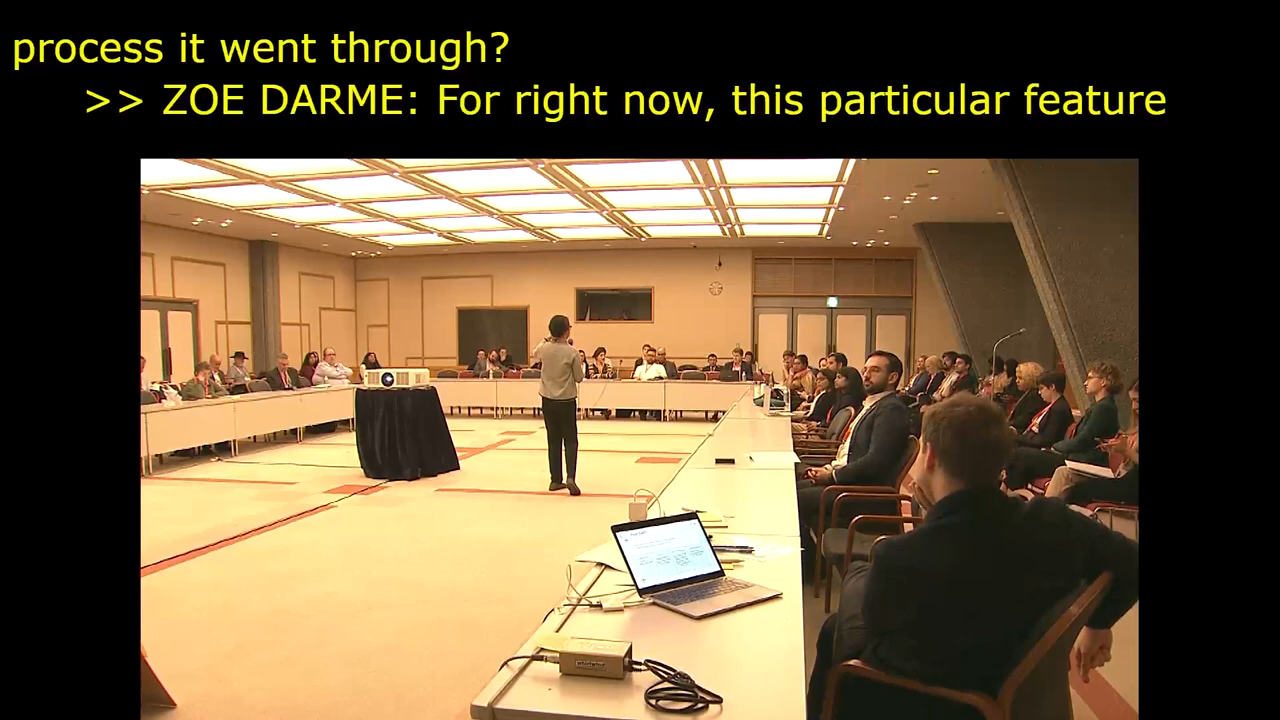 process it went through?
>> ZOE DARME: For right now, this particular feature